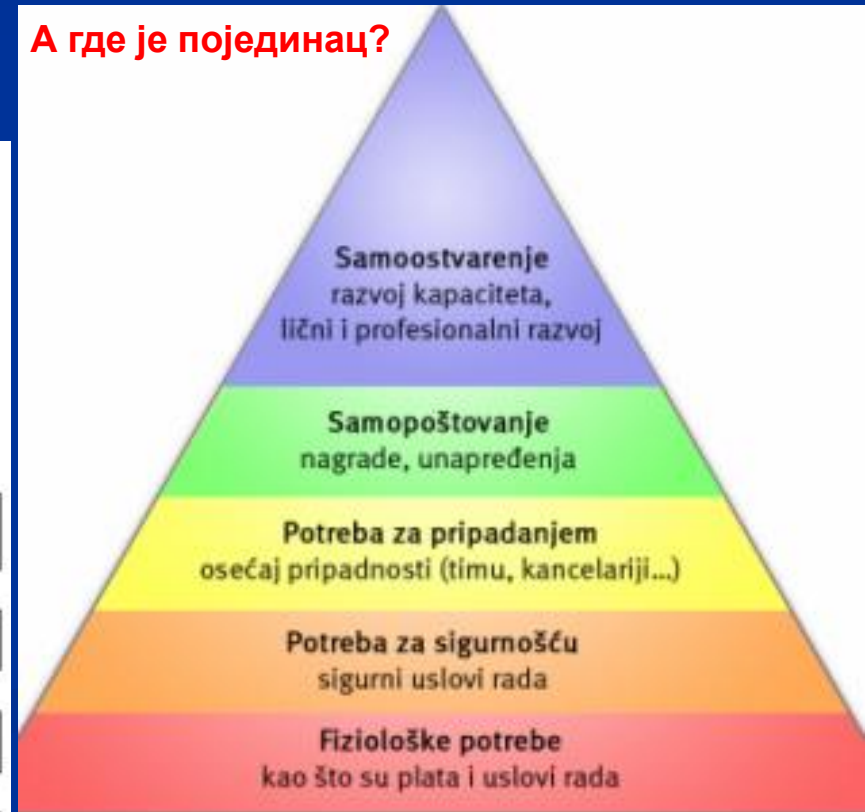 А где је појединац?
Samoostvarenje
razvoj kapaciteta,
lični i profesionalni razvoj
Samopoštovanje
nagrade, unapređenja
Potreba za pripadanjem
osećaj pripadnosti (timu, kancelariji...)
Potreba za sigurnošću
sigurni uslovi rada
Fiziološke potrebe
kao što su plata i uslovi rada